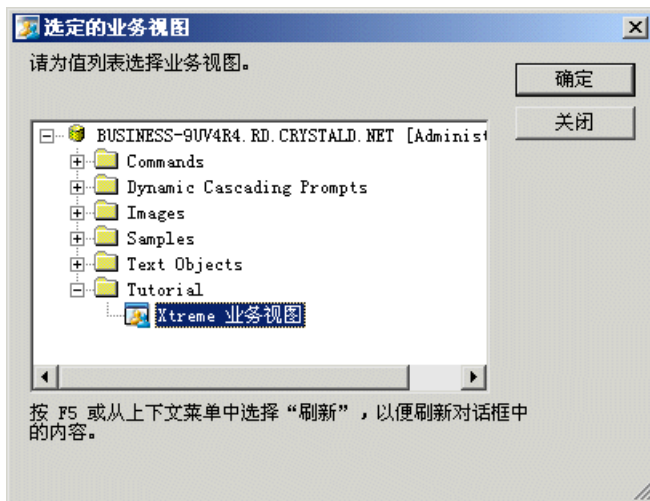 选定的业务视图
请为值列表选择业务视图。
确定
关闭
BUSINESS-9UV4R4.RD.CRYSTALD.NET [Administ
Commands
Dynamic Cascading Prompts
Images
Samples
Text Objects
Tutorial
Xtreme 业务视图
按 F5 或从上下文菜单中选择“刷新”，以便刷新对话框中
的内容。